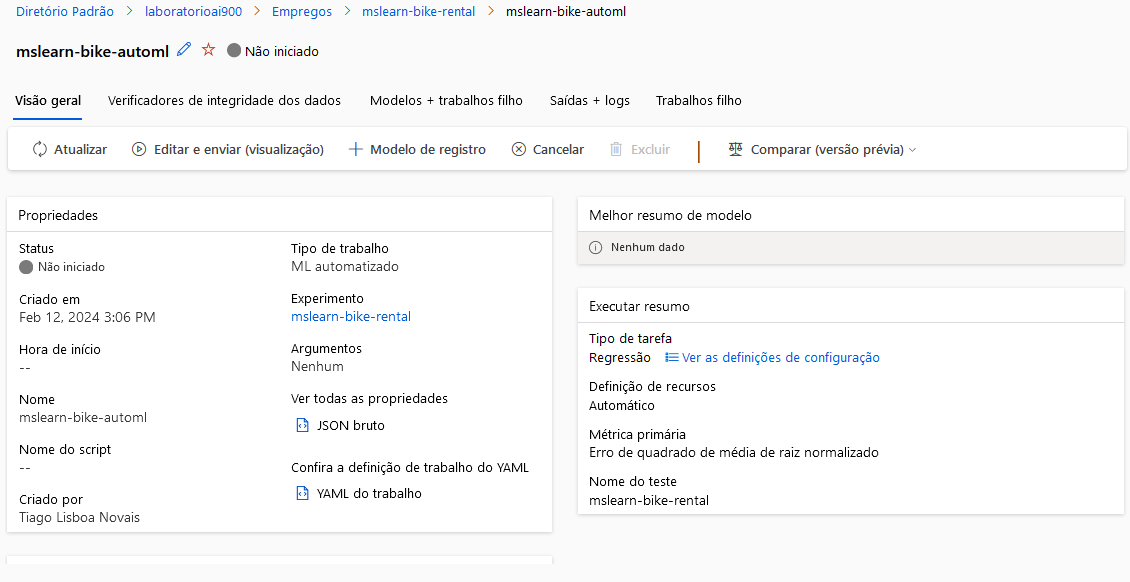 Diretório Padrão > laboratorioai900 > Empregos > mslearn-bike-rental > mslearn-bike-automl
mslearn-bike-automl Não iniciado
Visão geral Verificadores de integridade dos dados Modelos + trabalhos filho Saídas + logs Trabalhos filho
Atualizar Editar e enviar (visualização) Modelo de registro Cancelar Excluir Comparar (versão prévia)
Propriedades
Status
Não iniciado
Criado em
Feb 12, 2024 3:06 PM
Hora de início
--
Nome
mslearn-bike-automl
Nome do script
--
Criado por
Tiago Lisboa Novais
Tipo de trabalho
ML automatizado
Experimento
mslearn-bike-rental
Argumentos
Nenhum
Ver todas as propriedades
JSON bruto
Confira a definição de trabalho do YAML
YAML do trabalho
Melhor resumo de modelo
Nenhum dado
Executar resumo
Tipo de tarefa
Regressão Ver as definições de configuração
Definição de recursos
Automático
Métrica primária
Erro de quadrado de média de raiz normalizado
Nome do teste
mslearn-bike-rental